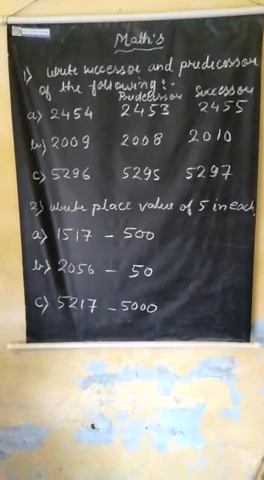 Math's
1) Write successor and predecessor
of the following:-
Predecessor Successor
a) 2454 2453 2455
b) 2009 2008 2010
c) 5296 5295 5297
2) Write place value of 5 in each.
a) 1517 - 500
b) 2056 - 50
c) 5217 - 5000